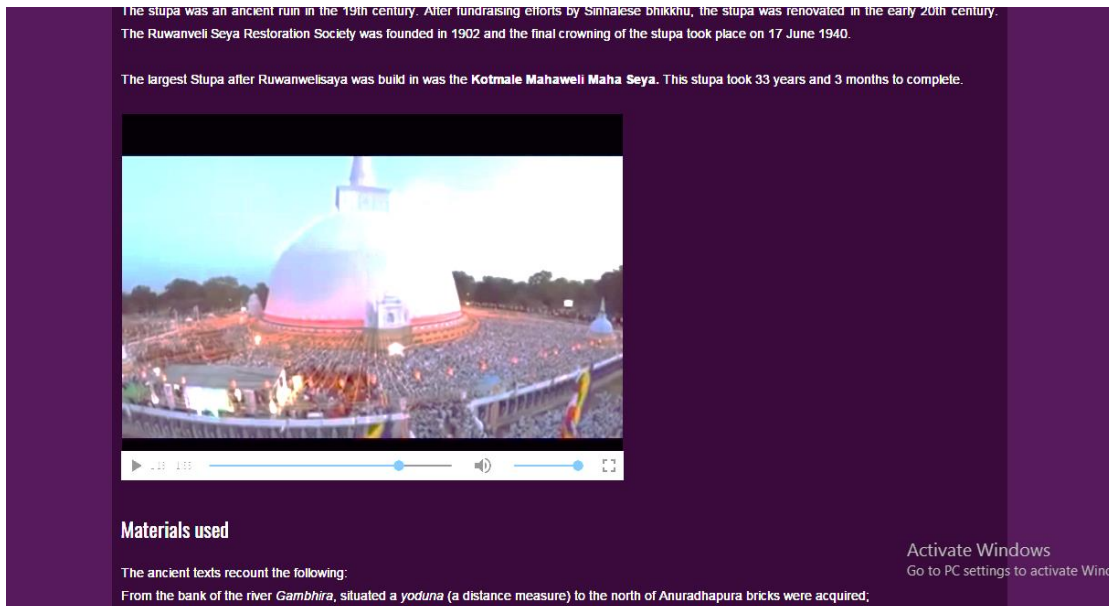 The stupa was an ancient ruin in the 19th century. After fundraising efforts by Sinhalese bhikkhu, the stupa was renovated in the early 20th century.
The Ruwanveli Seya Restoration Society was founded in 1902 and the final crowning of the stupa took place on 17 June 1940.
The largest Stupa after Ruwanwelisaya was build in was the Kotmale Mahaweli Maha Seya. This stupa took 33 years and 3 months to complete.
Materials used
The ancient texts recount the following:
From the bank of the river Gambhira, situated a yoduna (a distance measure) to the north of Anuradhapura bricks were acquired;
Activate Windows
Go to PC settings to activate